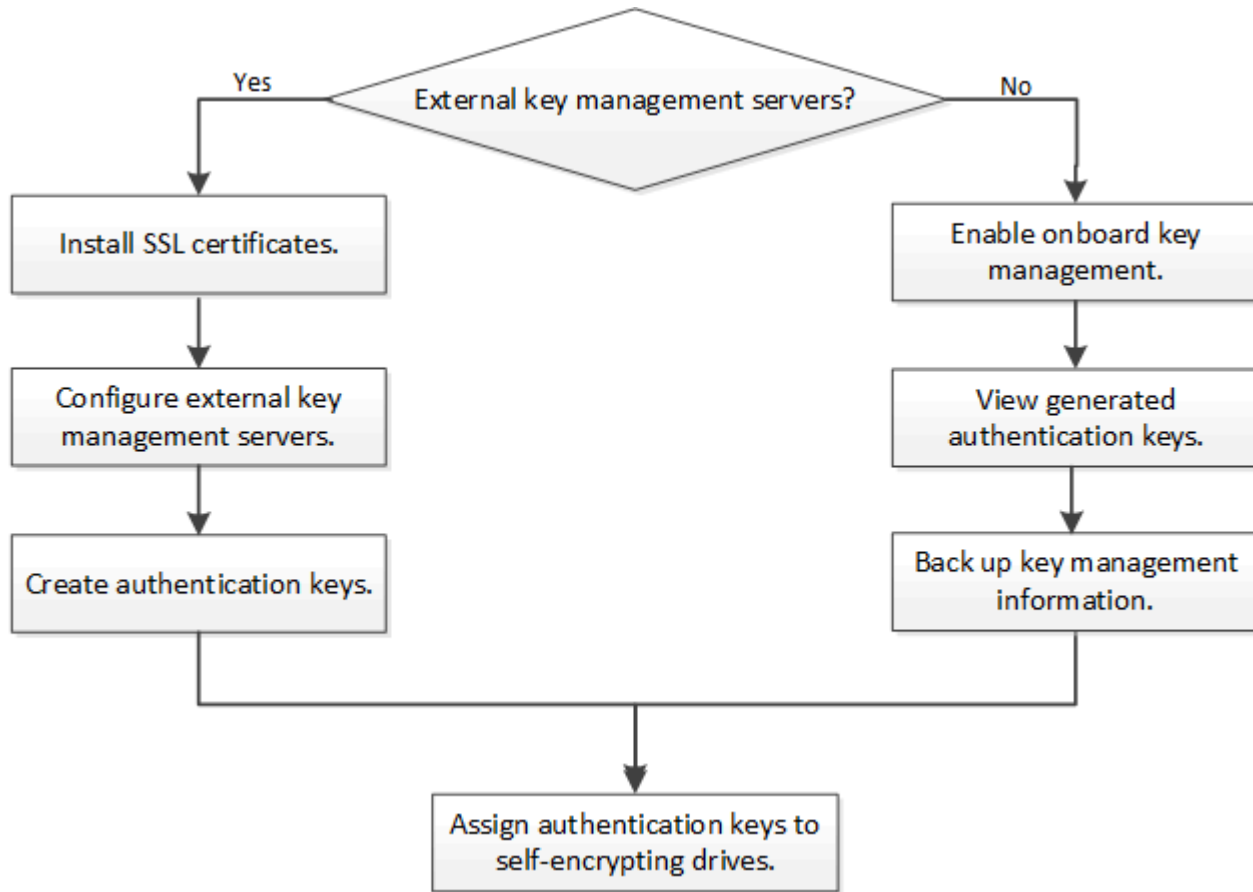 External key management servers?
Yes
No
Install SSL certificates.
Configure external key
management servers.
Create authentication keys.
Enable onboard key
management.
View generated
authentication keys.
Back up key management
information.
Assign authentication keys to
self-encrypting drives.